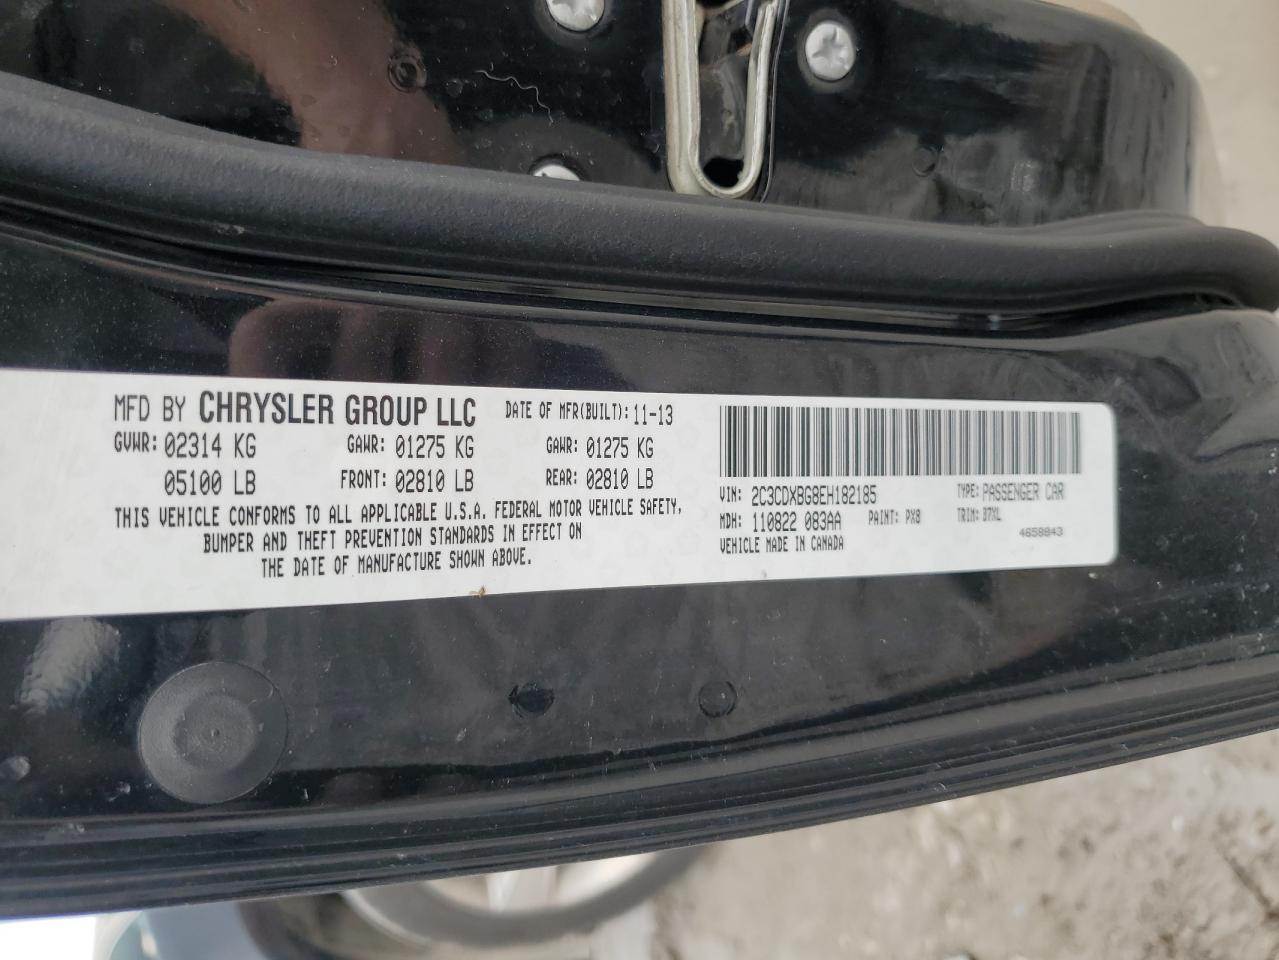 MFD BY CHRYSLER GROUP LLC DATE OF MFR(BUILT): 11-13
GVWR: 02314 KG GAWR: 01275 KG GAWR: 01275 KG
05100 LB FRONT: 02810 LB REAR: 02810 LB
THIS VEHICLE CONFORMS TO ALL APPLICABLE U.S.A. FEDERAL MOTOR VEHICLE SAFETY,
BUMPER AND THEFT PREVENTION STANDARDS IN EFFECT ON
THE DATE OF MANUFACTURE SHOWN ABOVE.
VIN: 2C3CDXBG8EH182185 TYPE: PASSENGER CAR
MDH: 110822 083AA PAINT: PX8 TRIM: B7XL
VEHICLE MADE IN CANADA 4658843